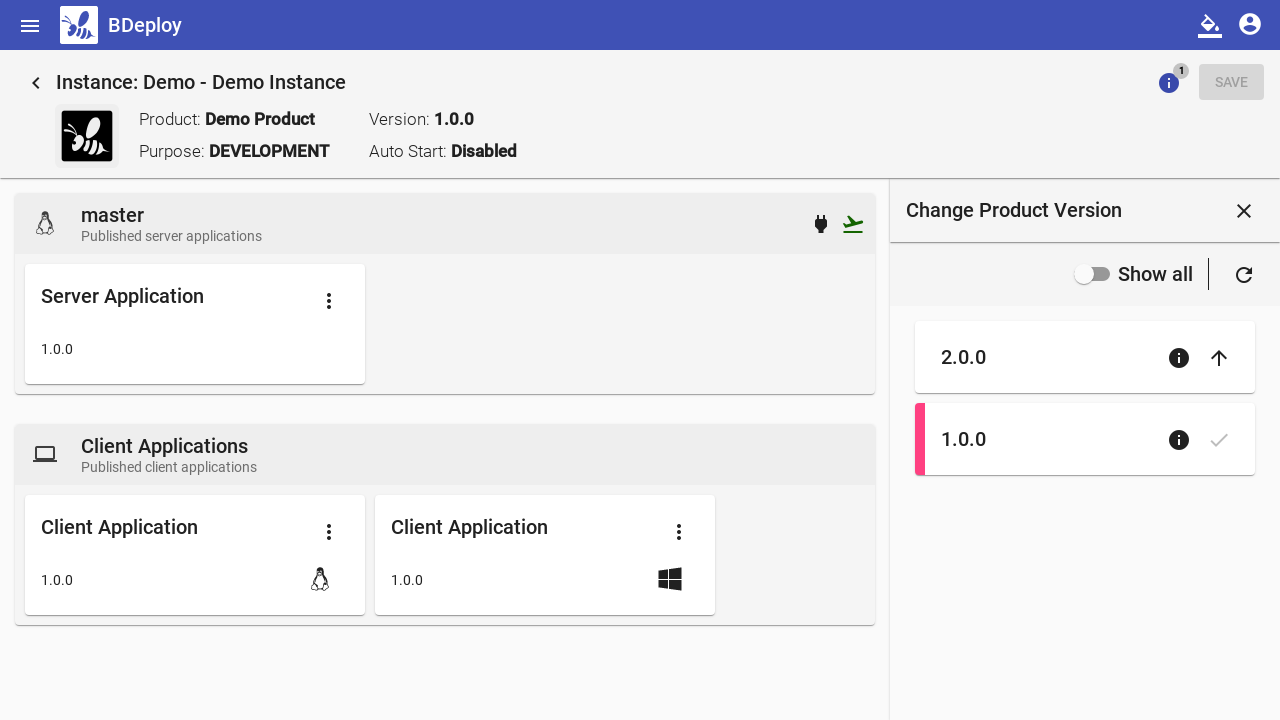 BDeploy
Instance: Demo - Demo Instance
1
SAVE
Product: Demo Product
Version: 1.0.0
Purpose: DEVELOPMENT
Auto Start: Disabled
master
Published server applications
Server Application
1.0.0
Client Applications
Published client applications
Client Application
1.0.0
Client Application
1.0.0
Change Product Version
Show all
2.0.0
1.0.0